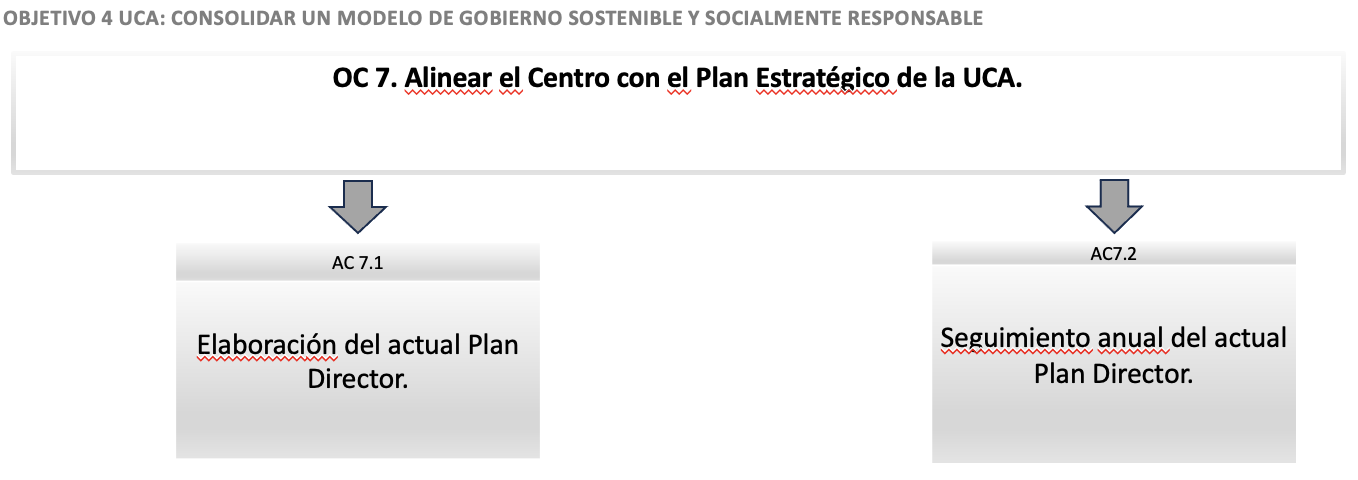 OBJETIVO 4 UCA: CONSOLIDAR UN MODELO DE GOBIERNO SOSTENIBLE Y SOCIALMENTE RESPONSABLE
OC 7. Alinear el Centro con el Plan Estratégico de la UCA.
AC 7.1
Elaboración del actual Plan
Director.
AC7.2
Seguimiento anual del actual
Plan Director.